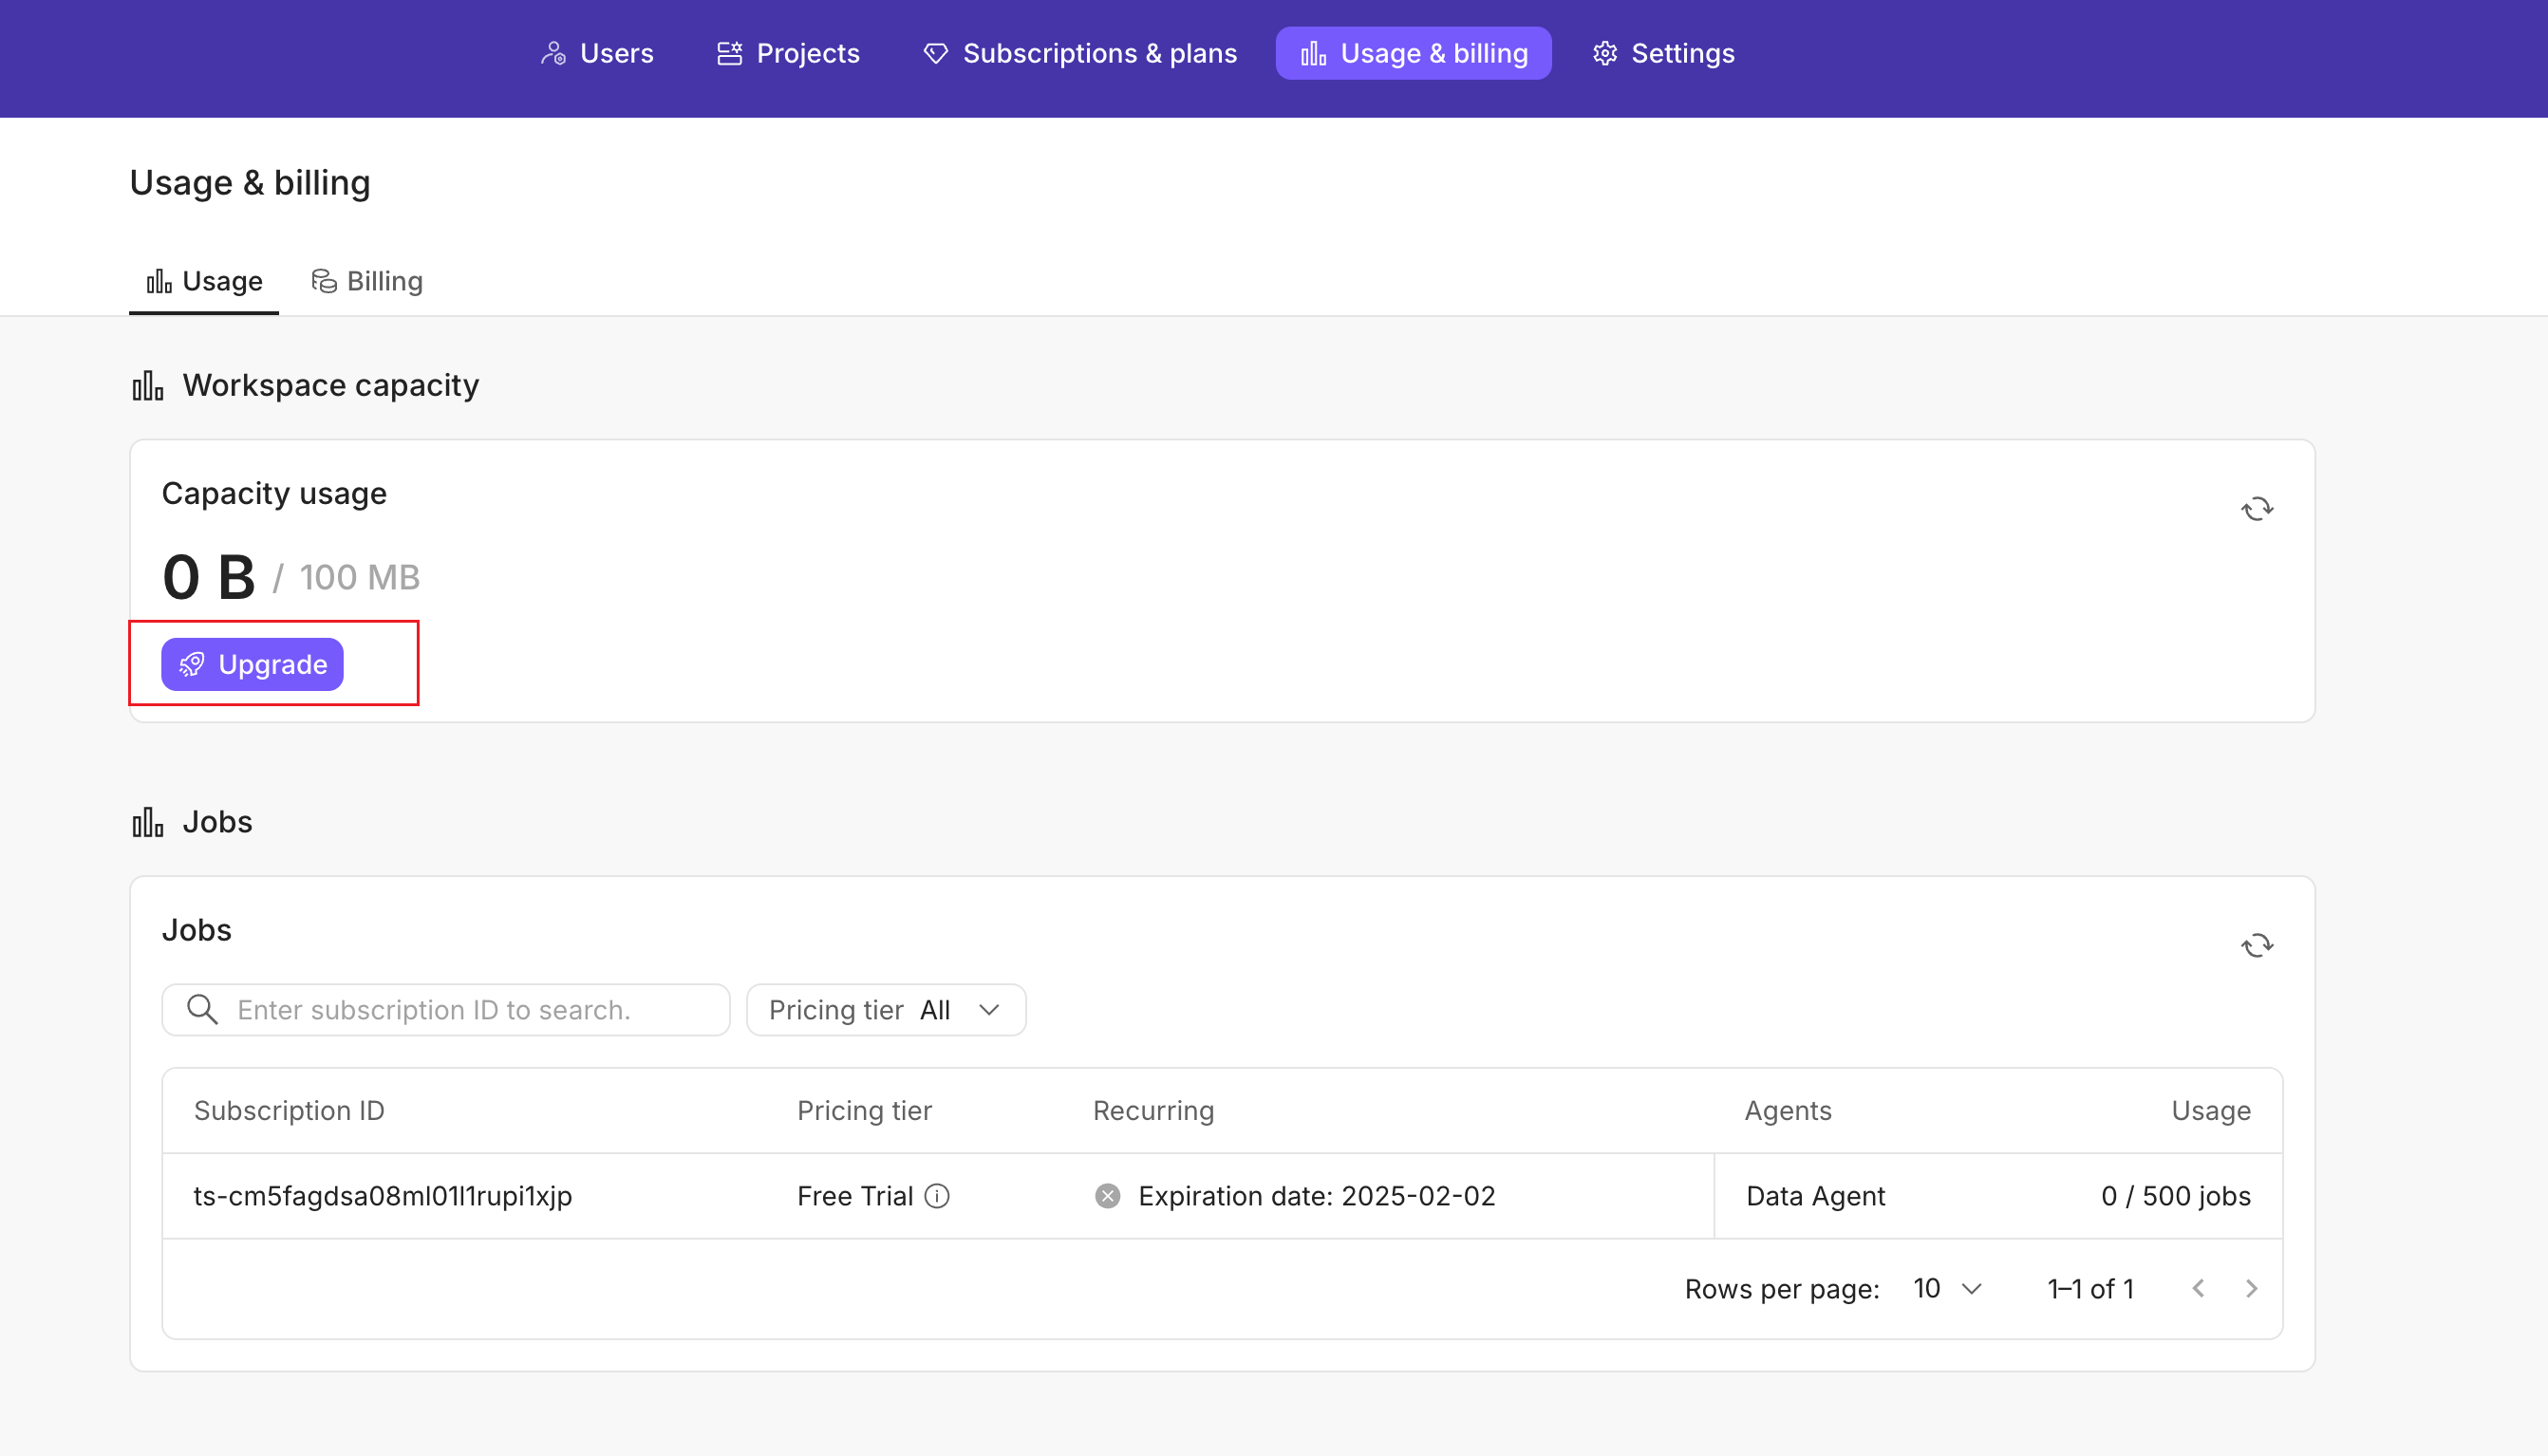 Users Projects Subscriptions & plans Usage & billing Settings
Usage & billing
Usage Billing
Workspace capacity
Capacity usage
0 B / 100 MB
Upgrade
Jobs
Jobs
Enter subscription ID to search. Pricing tier All
Subscription ID Pricing tier Recurring Agents Usage
ts-cm5fagdsa08ml01l1rupi1xjp Free Trial Expiration date: 2025-02-02 Data Agent 0 / 500 jobs
Rows per page: 10 1–1 of 1